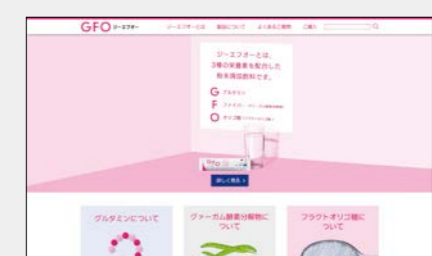 GFO ジーエフオー
ジーエフオーとは 製品について よくあるご質問 ご購入
ジーエフオーとは、
3種の栄養素を配合した
粉末清涼飲料です。
G グルタミン
F ファイバー
O オリゴ糖
GFO
詳しく見る
グルタミンについて
グァーガム酵素分解物に
ついて
フラクトオリゴ糖に
ついて